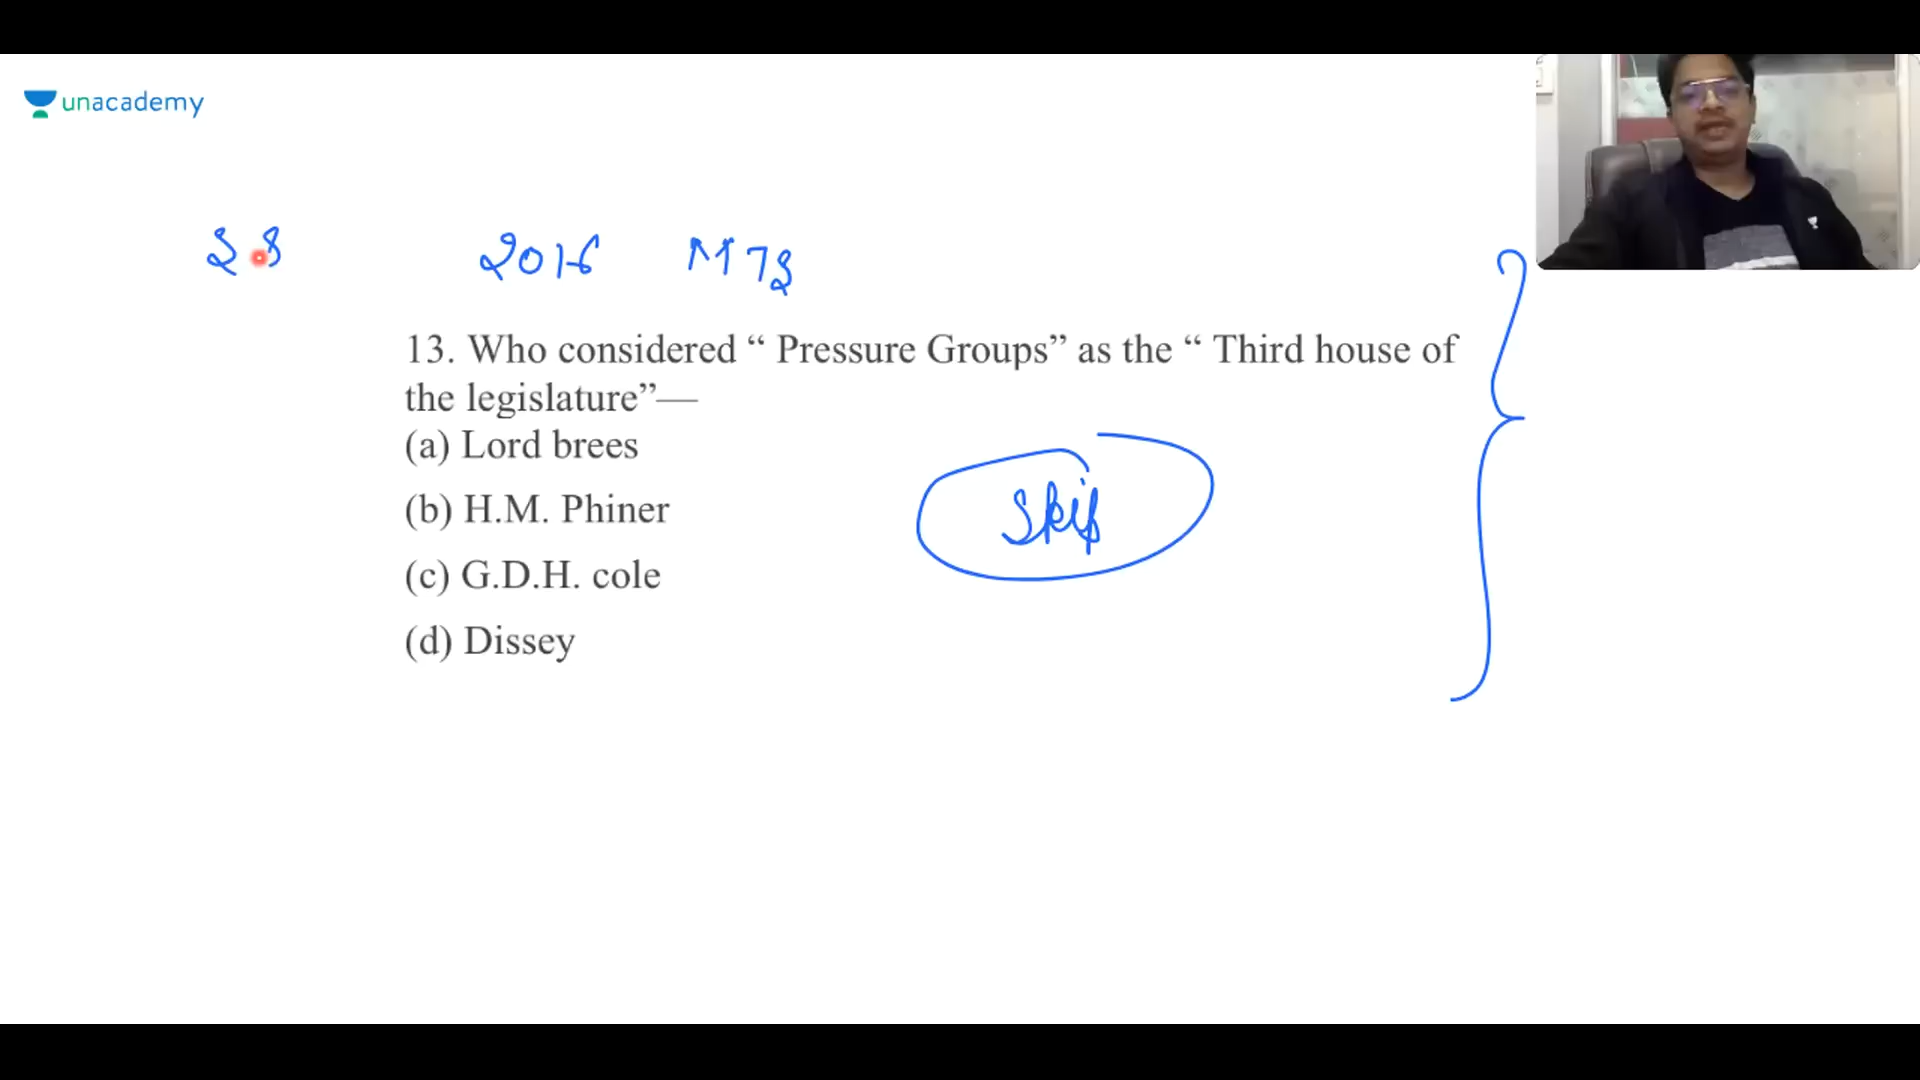 unacademy
2016 MTS
13. Who considered “ Pressure Groups” as the “ Third house of
the legislature”—
(a) Lord brees
(b) H.M. Phiner
Skip
(c) G.D.H. cole
(d) Dissey